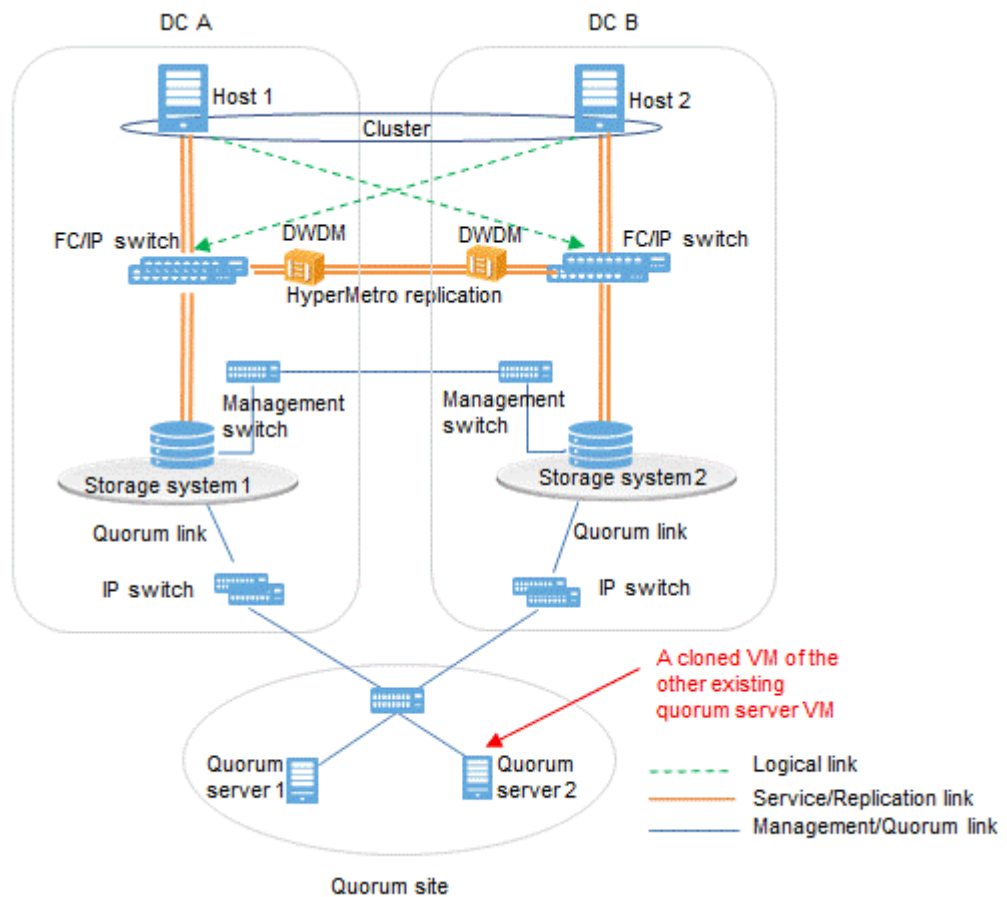 DC A
DC B
Host 1
Host 2
Cluster
FC/IP switch
DWDM
DWDM
FC/IP switch
HyperMetro replication
Management
switch
Management
switch
Storage system 1
Storage system 2
Quorum link
Quorum link
IP switch
IP switch
A cloned VM of the
other existing
quorum server VM
Quorum
server 1
Quorum
server 2
Logical link
Service/Replication link
Management/Quorum link
Quorum site